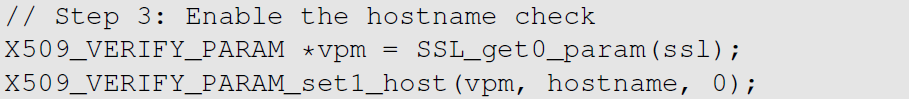 // Step 3: Enable the hostname check
X509_VERIFY_PARAM *vpm = SSL_get0_param(ssl);
X509_VERIFY_PARAM_set1_host(vpm, hostname, 0);